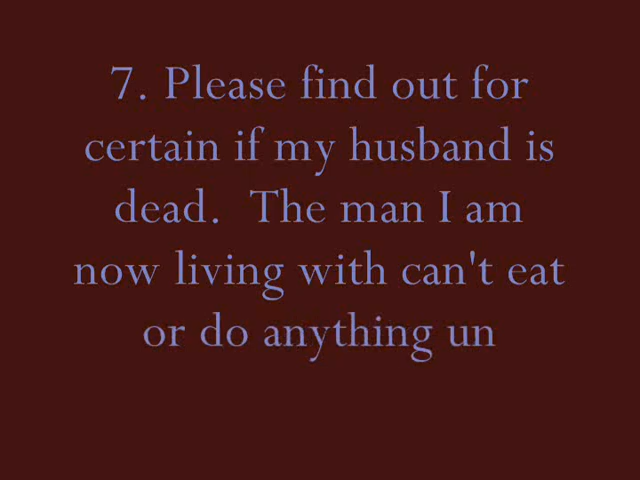 7. Please find out for
certain if my husband is
dead.  The man I am
now living with can't eat
or do anything un